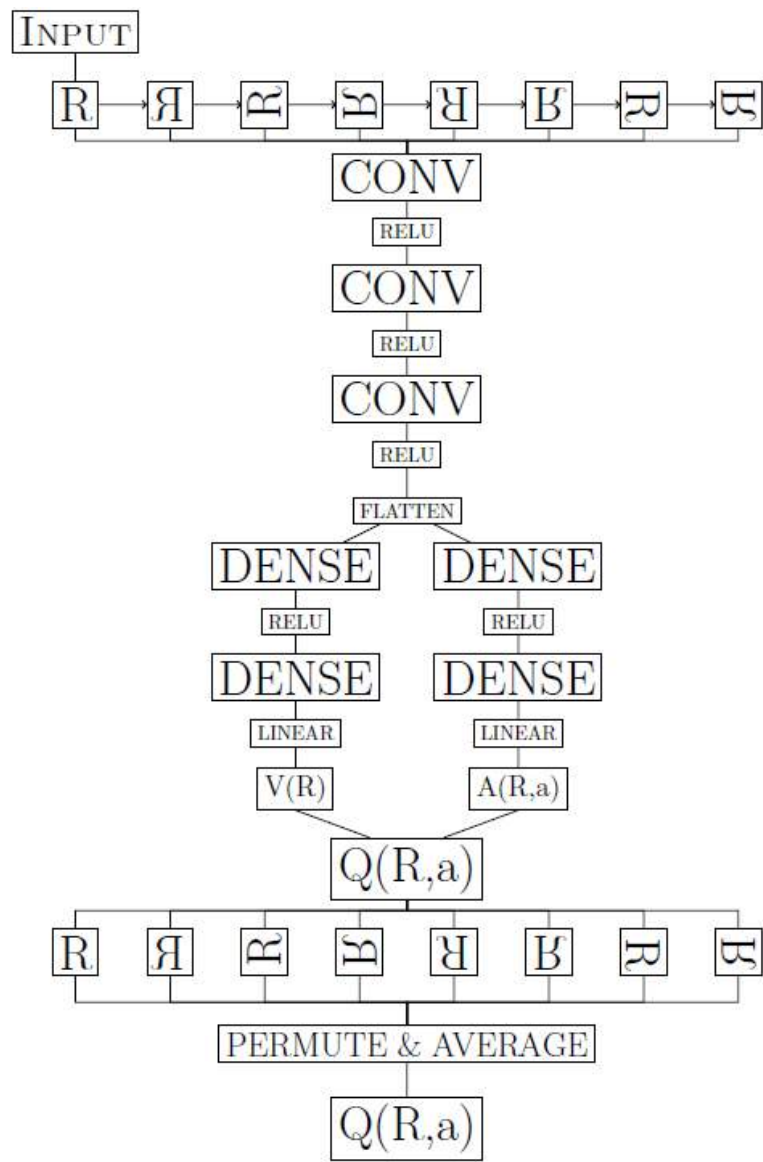 INPUT
R Я R R R R R R
CONV
RELU
CONV
RELU
CONV
RELU
FLATTEN
DENSE DENSE
RELU RELU
DENSE DENSE
LINEAR LINEAR
V(R) A(R,a)
Q(R,a)
R Я R R R R R R
PERMUTE & AVERAGE
Q(R,a)